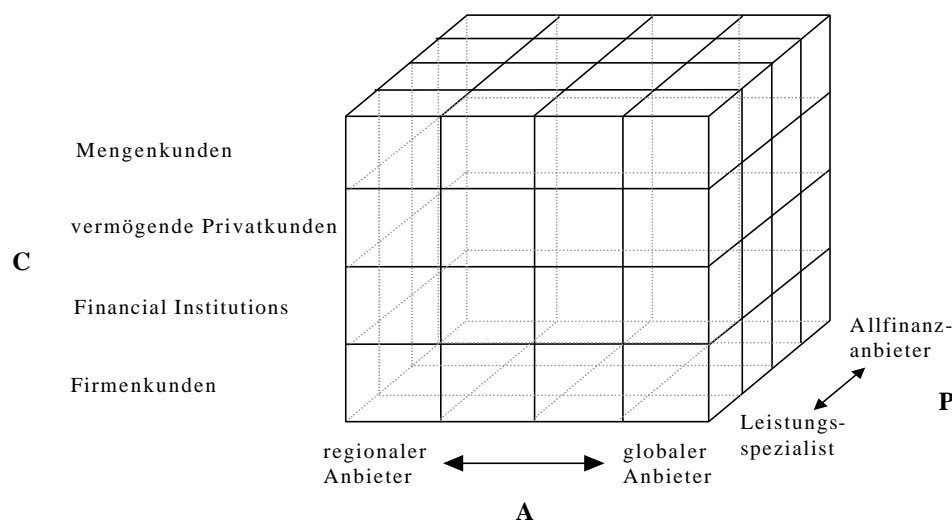 Mengenkunden
vermögende Privatkunden
C
Financial Institutions
Firmenkunden
Allfinanz-
anbieter
P
Leistungs-
spezialist
regionaler
Anbieter
globaler
Anbieter
A